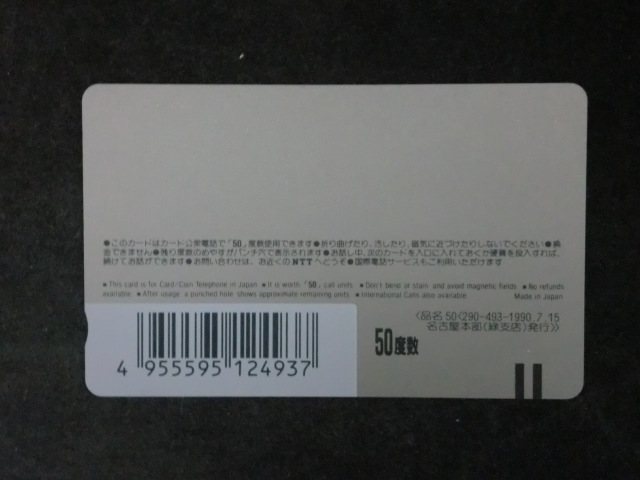 ●このカードはカード公衆電話で「50」度数使用できます●折り曲げたり、汚したり、磁気に近づけたりしないでください●換
金できません●残り度数のめやすがパンチ穴で表示されます●お話し中、次のカードを入口に入れておくか硬貨を投入すれば、
続けてお話ができます●お問い合わせは、お近くのNTTへどうぞ●国際電話サービスもご利用いただけます
■This card is for Card/Coin Telephone in Japan ■It is worth「50」call units. ■Don't bend or stain and avoid magnetic fields ■No refunds
available. ■After usage a punched hole shows approximate remaining units. ■International Calls also available Made in Japan
〈品名 50〈290-493-1990.7.15
名古屋本部(緑支店)発行〉〉
50度数
4 955595 124937